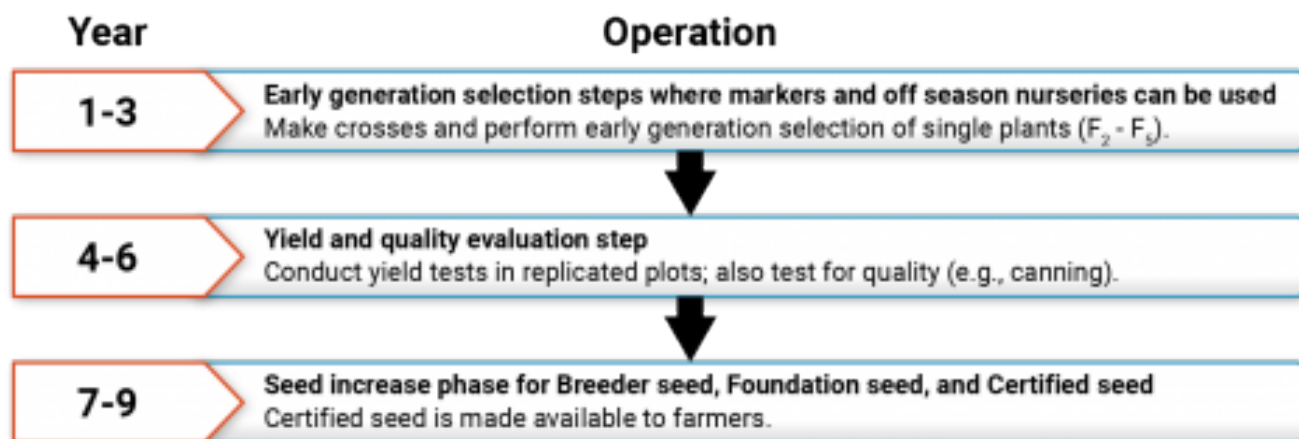 Year
Operation
1-3
Early generation selection steps where markers and off season nurseries can be used
Make crosses and perform early generation selection of single plants (F₂ - F₅).
4-6
Yield and quality evaluation step
Conduct yield tests in replicated plots; also test for quality (e.g., canning).
7-9
Seed increase phase for Breeder seed, Foundation seed, and Certified seed
Certified seed is made available to farmers.